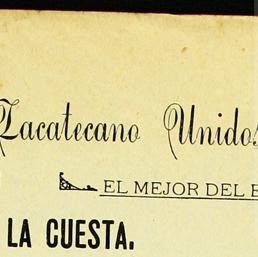 Zacatecano Unidos
EL MEJOR DEL E
LA CUESTA.